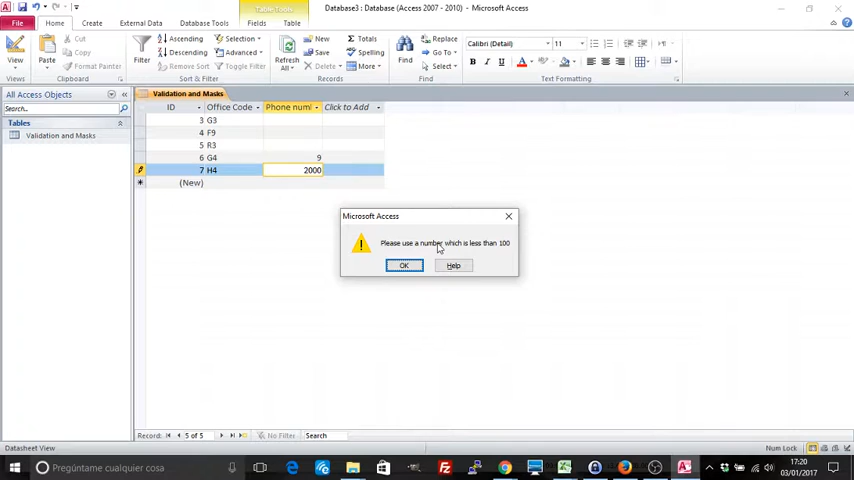 Table Tools
Database3 : Database (Access 2007 - 2010) - Microsoft Access
File
Home
Create
External Data
Database Tools
Fields
Table
View
Paste
Cut
Copy
Format Painter
Filter
Ascending
Descending
Remove Sort
Selection
Advanced
Refresh
All
New
Save
Delete
Totals
Spelling
More
Find
Replace
Go To
Select
Calibri (Detail)
11
B I U
Views
Clipboard
Sort & Filter
Records
Find
Text Formatting
All Access Objects
Search...
Tables
Validation and Masks
Validation and Masks
ID
Office Code
Phone numl
Click to Add
3 G3
4 F9
5 R3
6 G4 9
7 H4 2000
(New)
Microsoft Access
Please use a number which is less than 100
OK
Help
Record:
5 of 5
No Filter
Search
Datasheet View
Num Lock
Pregúntame cualquier cosa
17:20
03/01/2017